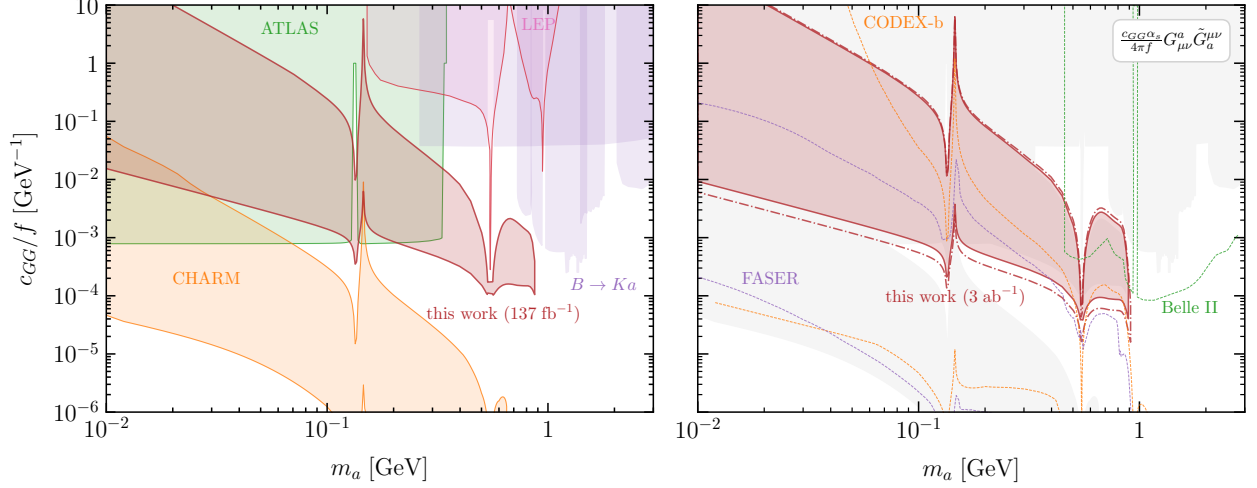 10
1
10⁻¹
10⁻²
10⁻³
10⁻⁴
10⁻⁵
10⁻⁶
c_GG/f [GeV⁻¹]
ATLAS
LEP
CHARM
B → Ka
this work (137 fb⁻¹)
10⁻² 10⁻¹ 1
m_a [GeV]
CODEX-b
c_GG α_s / 4πf G^a_μν G̃_a^μν
this work (3 ab⁻¹)
FASER
Belle II
10⁻² 10⁻¹ 1
m_a [GeV]